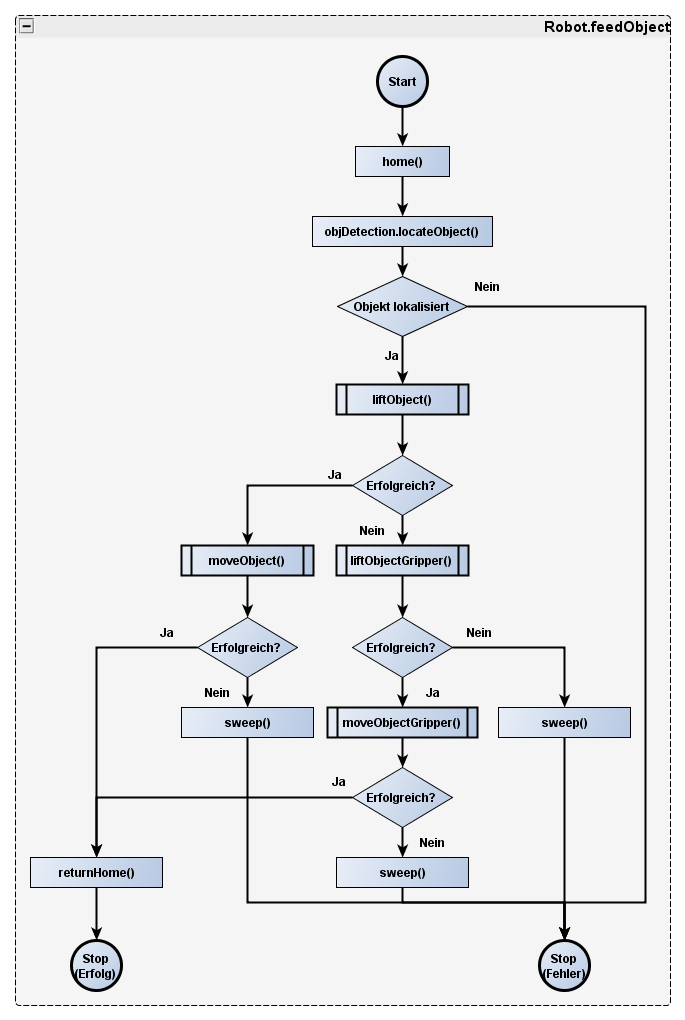 Robot.feedObject
Start
home()
objDetection.locateObject()
Nein
Objekt lokalisiert
Ja
liftObject()
Ja
Erfolgreich?
Nein
moveObject()
liftObjectGripper()
Ja
Erfolgreich?
Erfolgreich?
Nein
Nein
Ja
sweep()
moveObjectGripper()
sweep()
Ja
Erfolgreich?
Nein
returnHome()
sweep()
Stop
(Erfolg)
Stop
(Fehler)